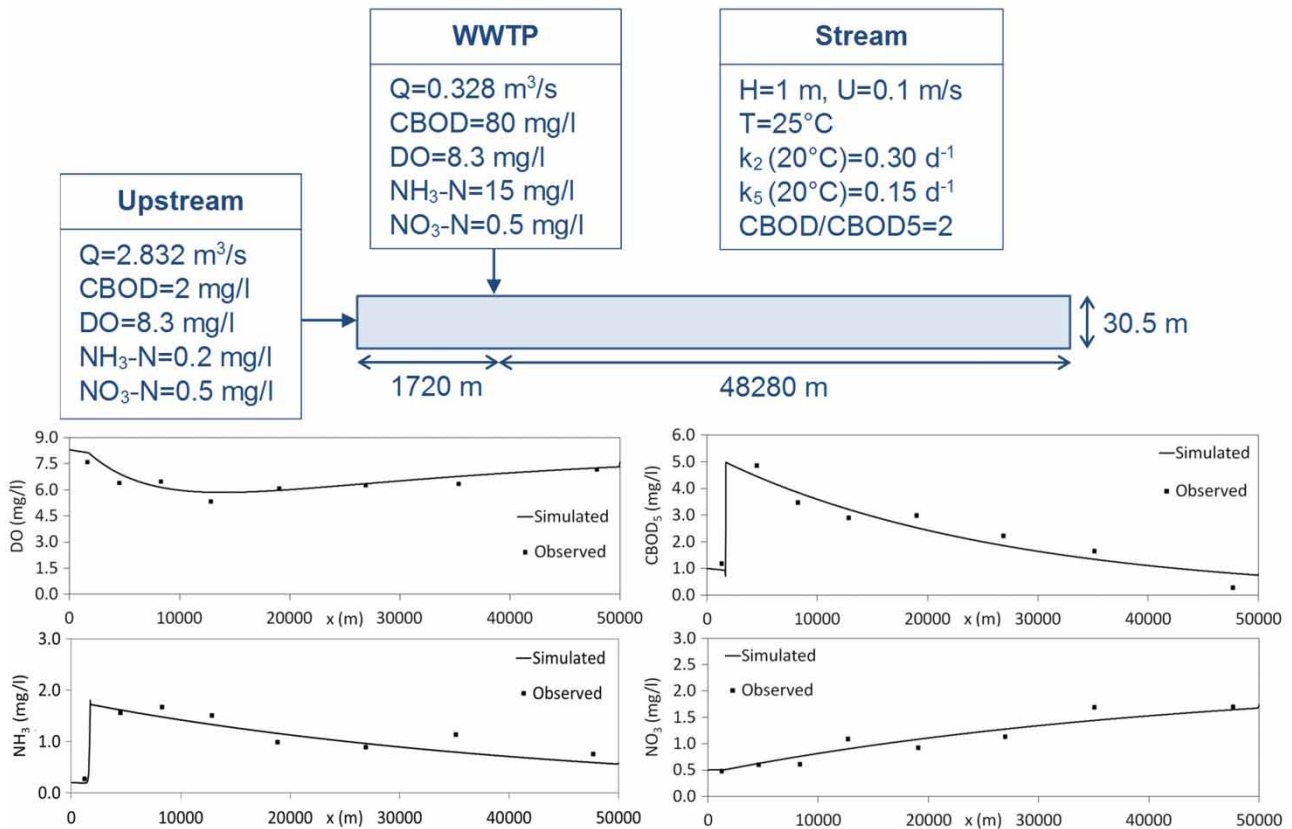 WWTP
Q=0.328 m³/s
CBOD=80 mg/l
DO=8.3 mg/l
NH₃-N=15 mg/l
NO₃-N=0.5 mg/l
Stream
H=1 m, U=0.1 m/s
T=25°C
k₂ (20°C)=0.30 d⁻¹
k₅ (20°C)=0.15 d⁻¹
CBOD/CBOD5=2
Upstream
Q=2.832 m³/s
CBOD=2 mg/l
DO=8.3 mg/l
NH₃-N=0.2 mg/l
NO₃-N=0.5 mg/l
30.5 m
1720 m
48280 m
DO (mg/l)
9.0
7.5
6.0
4.5
3.0
1.5
0.0
Simulated
Observed
0 10000 20000 x (m) 30000 40000 50000
CBOD₅ (mg/l)
6.0
5.0
4.0
3.0
2.0
1.0
0.0
Simulated
Observed
0 10000 20000 x (m) 30000 40000 50000
NH₃ (mg/l)
3.0
2.0
1.0
0.0
Simulated
Observed
0 10000 20000 x (m) 30000 40000 50000
NO₃ (mg/l)
3.0
2.5
2.0
1.5
1.0
0.5
0.0
Simulated
Observed
0 10000 20000 x (m) 30000 40000 50000